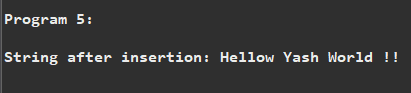 Program 5:
String after insertion: Hellow Yash World !!